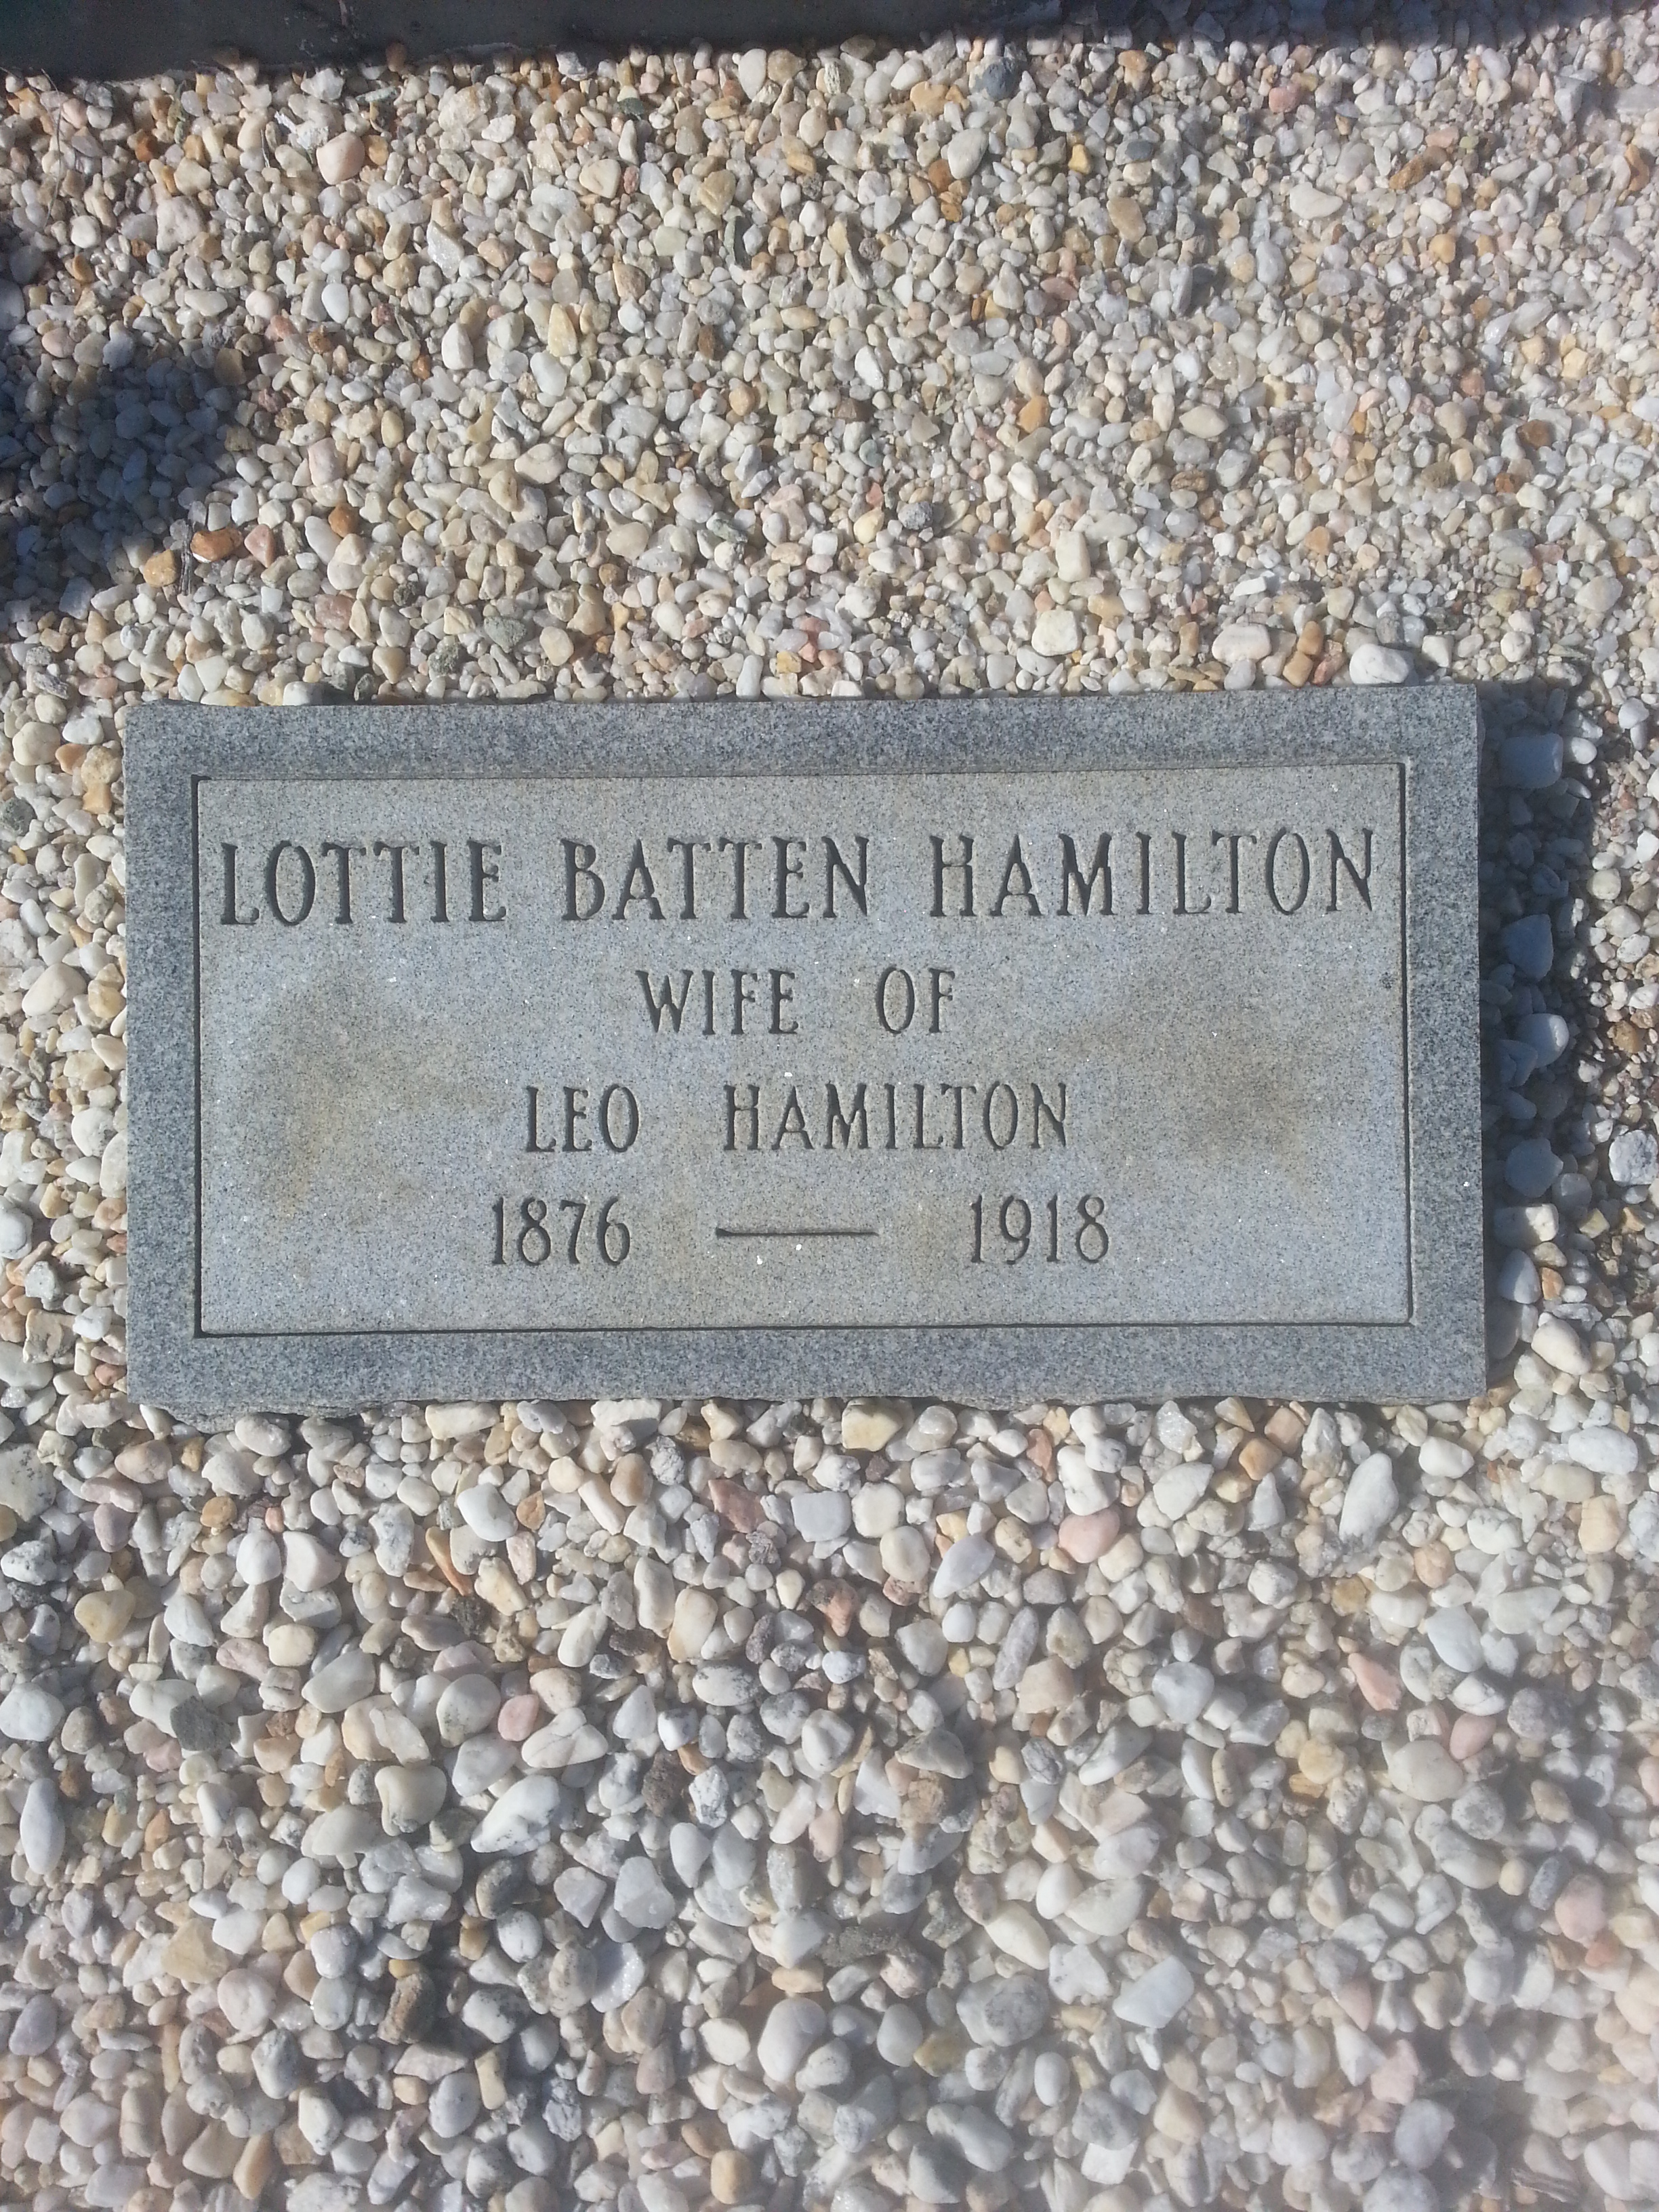 LOTTIE BATTEN HAMILTON
WIFE OF
LEO HAMILTON
1876 — 1918